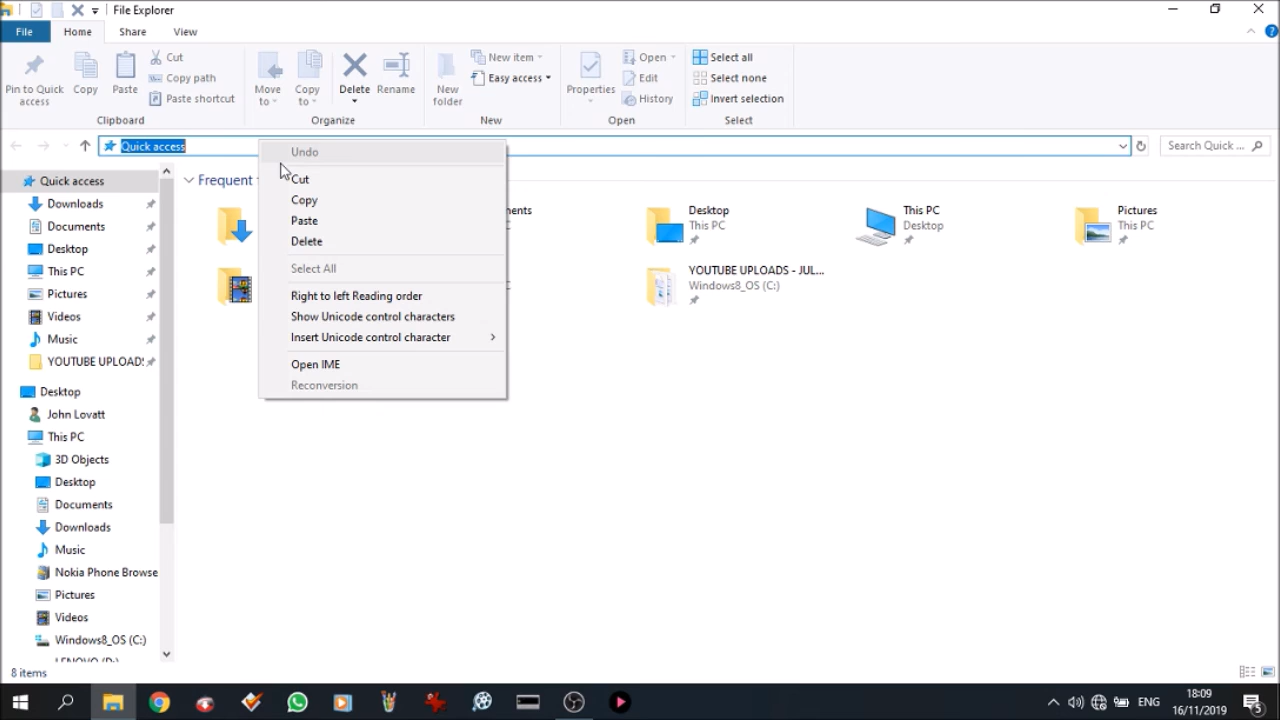 File Explorer
File Home Share View
Pin to Quick access
Copy
Paste
Cut
Copy path
Paste shortcut
Clipboard
Move to
Copy to
Delete
Rename
Organize
New folder
New item
Easy access
New
Properties
Open
Edit
History
Open
Select all
Select none
Invert selection
Select
Quick access
Search Quick ...
Undo
Cut
Copy
Paste
Delete
Select All
Right to left Reading order
Show Unicode control characters
Insert Unicode control character
Open IME
Reconversion
Quick access
Downloads
Documents
Desktop
This PC
Pictures
Videos
Music
YOUTUBE UPLOADS
Desktop
John Lovatt
This PC
3D Objects
Desktop
Documents
Downloads
Music
Nokia Phone Browse
Pictures
Videos
Windows8_OS (C:)
LENOVO (D:)
Frequent
ments
Desktop
This PC
This PC
Desktop
Pictures
This PC
YOUTUBE UPLOADS - JUL...
Windows8_OS (C:)
8 items
ENG
18:09
16/11/2019
5